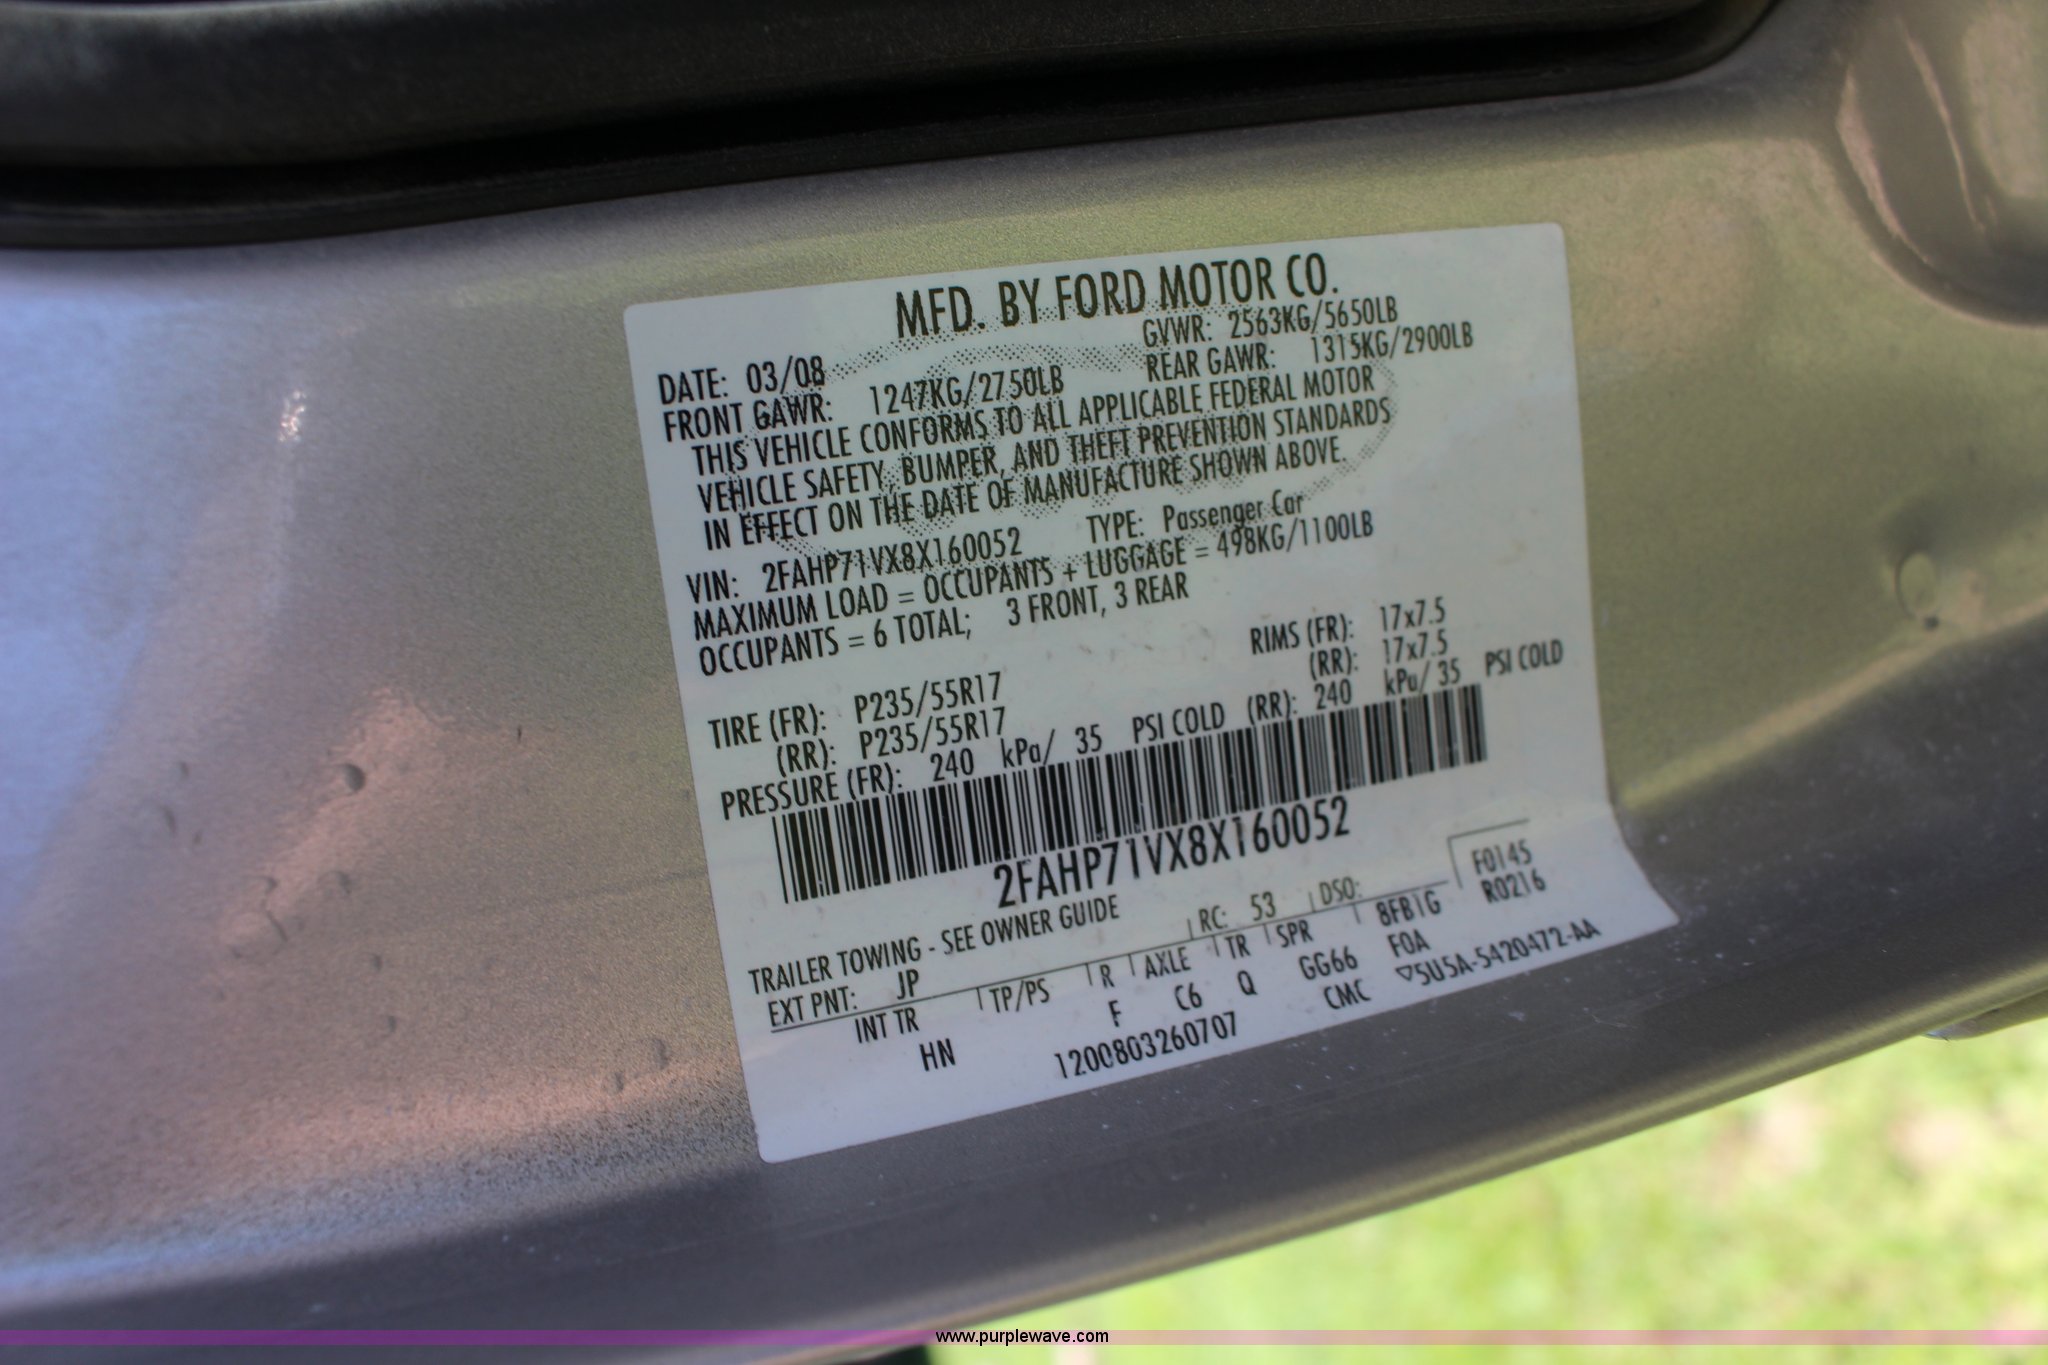 MFD. BY FORD MOTOR CO.
DATE: 03/08 GVWR: 2563KG/5650LB
FRONT GAWR: 1247KG/2750LB REAR GAWR: 1315KG/2900LB
THIS VEHICLE CONFORMS TO ALL APPLICABLE FEDERAL MOTOR
VEHICLE SAFETY, BUMPER, AND THEFT PREVENTION STANDARDS
IN EFFECT ON THE DATE OF MANUFACTURE SHOWN ABOVE.
VIN: 2FAHP71VX8X160052 TYPE: Passenger Car
MAXIMUM LOAD = OCCUPANTS + LUGGAGE = 498KG/1100LB
OCCUPANTS = 6 TOTAL; 3 FRONT, 3 REAR
TIRE (FR): P235/55R17 RIMS (FR): 17x7.5
(RR): P235/55R17 (RR): 17x7.5
PRESSURE (FR): 240 kPa/ 35 PSI COLD (RR): 240 kPa/ 35 PSI COLD
2FAHP71VX8X160052
TRAILER TOWING - SEE OWNER GUIDE
EXT PNT: JP RC: 53 DSO: F0145
INT TR TP/PS R AXLE TR SPR 8FB1G R0216
HN F C6 Q GG66 FOA
1200803260707 CMC ▽5U5A-5420472-AA
www.purplewave.com